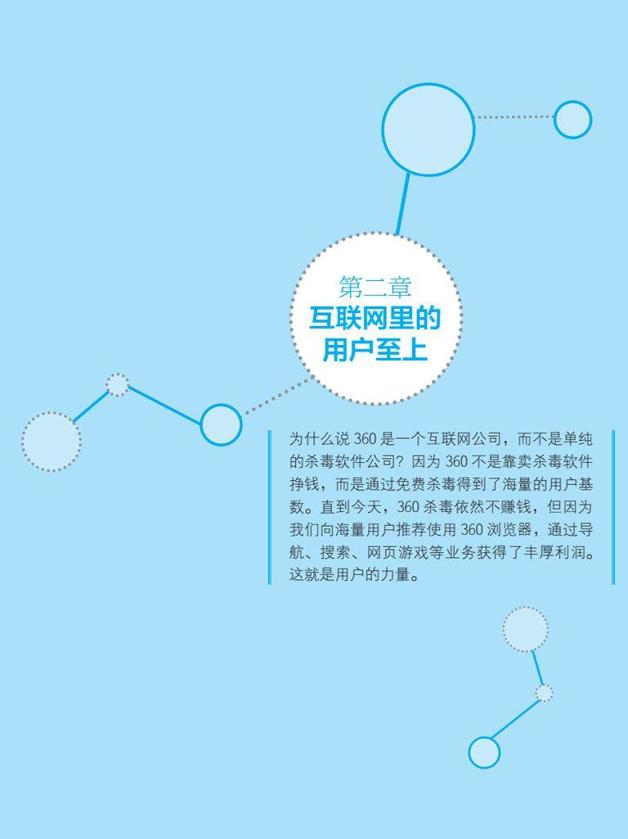 第二章
互联网里的
用户至上
为什么说 360 是一个互联网公司，而不是单纯
的杀毒软件公司？因为 360 不是靠卖杀毒软件
挣钱，而是通过免费杀毒得到了海量的用户基
数。直到今天，360 杀毒依然不赚钱，但因为
我们向海量用户推荐使用 360 浏览器，通过导
航、搜索、网页游戏等业务获得了丰厚利润。
这就是用户的力量。